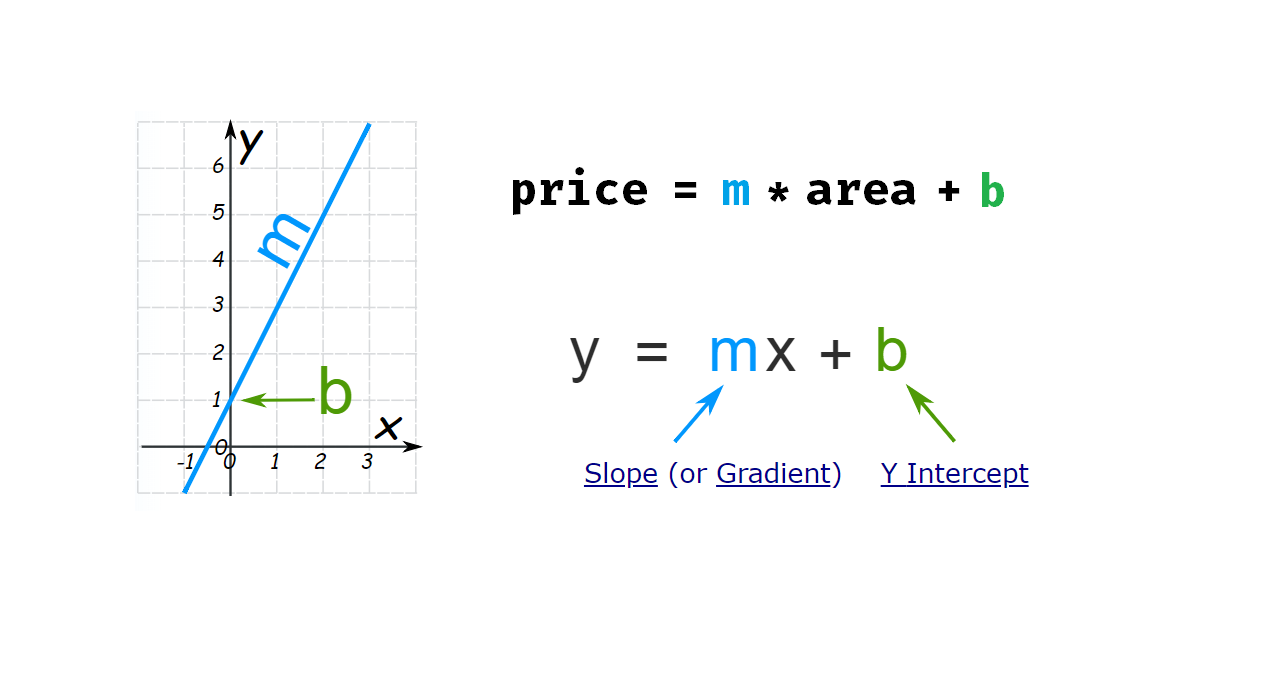 y
6
5
4
3
2
1
0
-1 0 1 2 3
x
m
b
price = m * area + b
y = mx + b
Slope (or Gradient)
Y Intercept